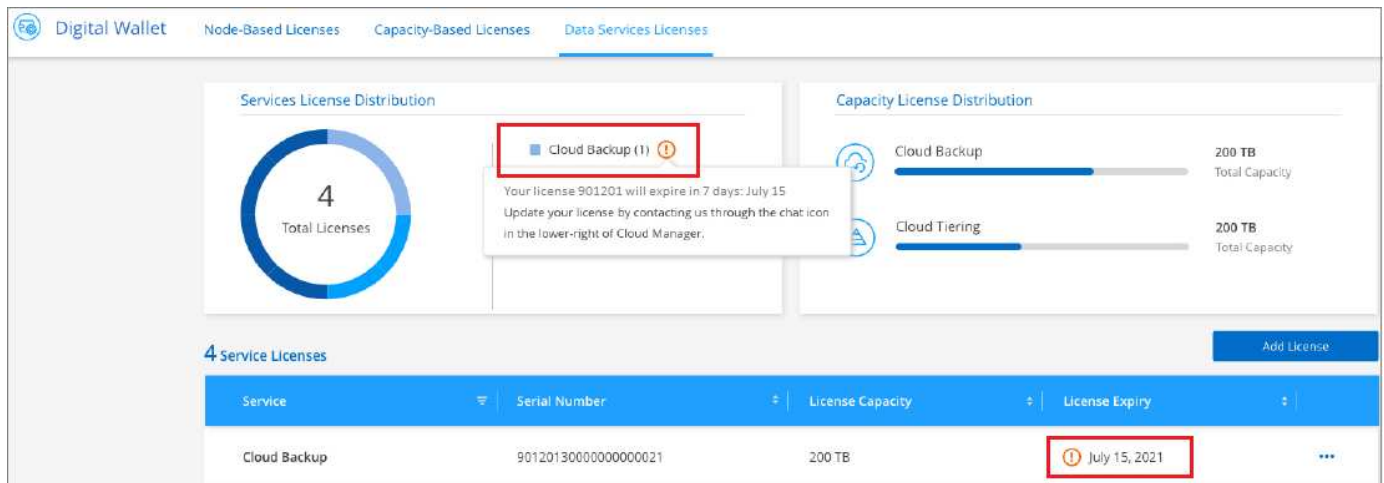 Digital Wallet
Node-Based Licenses
Capacity-Based Licenses
Data Services Licenses
Services License Distribution
4
Total Licenses
Cloud Backup (1)
Your license 901201 will expire in 7 days: July 15
Update your license by contacting us through the chat icon
in the lower-right of Cloud Manager.
Capacity License Distribution
Cloud Backup
200 TB
Total Capacity
Cloud Tiering
200 TB
Total Capacity
4 Service Licenses
Add License
Service
Serial Number
License Capacity
License Expiry
Cloud Backup
90120130000000000021
200 TB
July 15, 2021